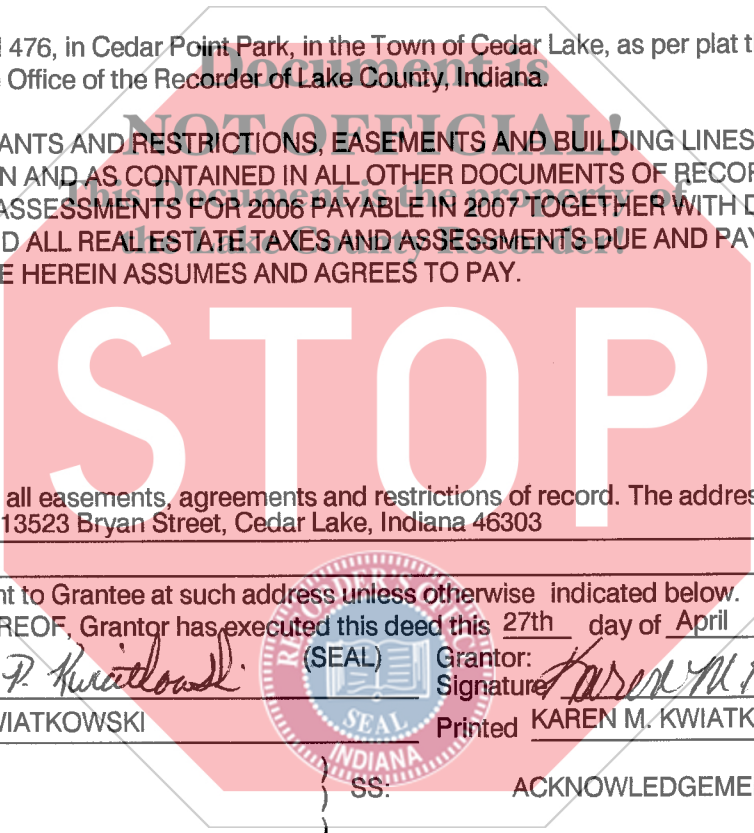 476, in Cedar Point Park, in the Town of Cedar Lake, as per plat t
Office of the Recorder of Lake County, Indiana.
Document is
NOT OFFICIAL!
This Document is the property of
the Lake County Recorder!
ANTS AND RESTRICTIONS, EASEMENTS AND BUILDING LINES
N AND AS CONTAINED IN ALL OTHER DOCUMENTS OF RECOR
ASSESSMENTS FOR 2006 PAYABLE IN 2007 TOGETHER WITH D
D ALL REAL ESTATE TAXES AND ASSESSMENTS DUE AND PAY
E HEREIN ASSUMES AND AGREES TO PAY.
STOP
all easements, agreements and restrictions of record. The addres
13523 Bryan Street, Cedar Lake, Indiana 46303
nt to Grantee at such address unless otherwise indicated below.
REOF, Grantor has executed this deed this 27th day of April
P. Kwiatkowski (SEAL) Grantor:
Signature Karen M. K
WIATKOWSKI Printed KAREN M. KWIATK
RECORDER'S OFFICE
SEAL
INDIANA
SS: ACKNOWLEDGEME